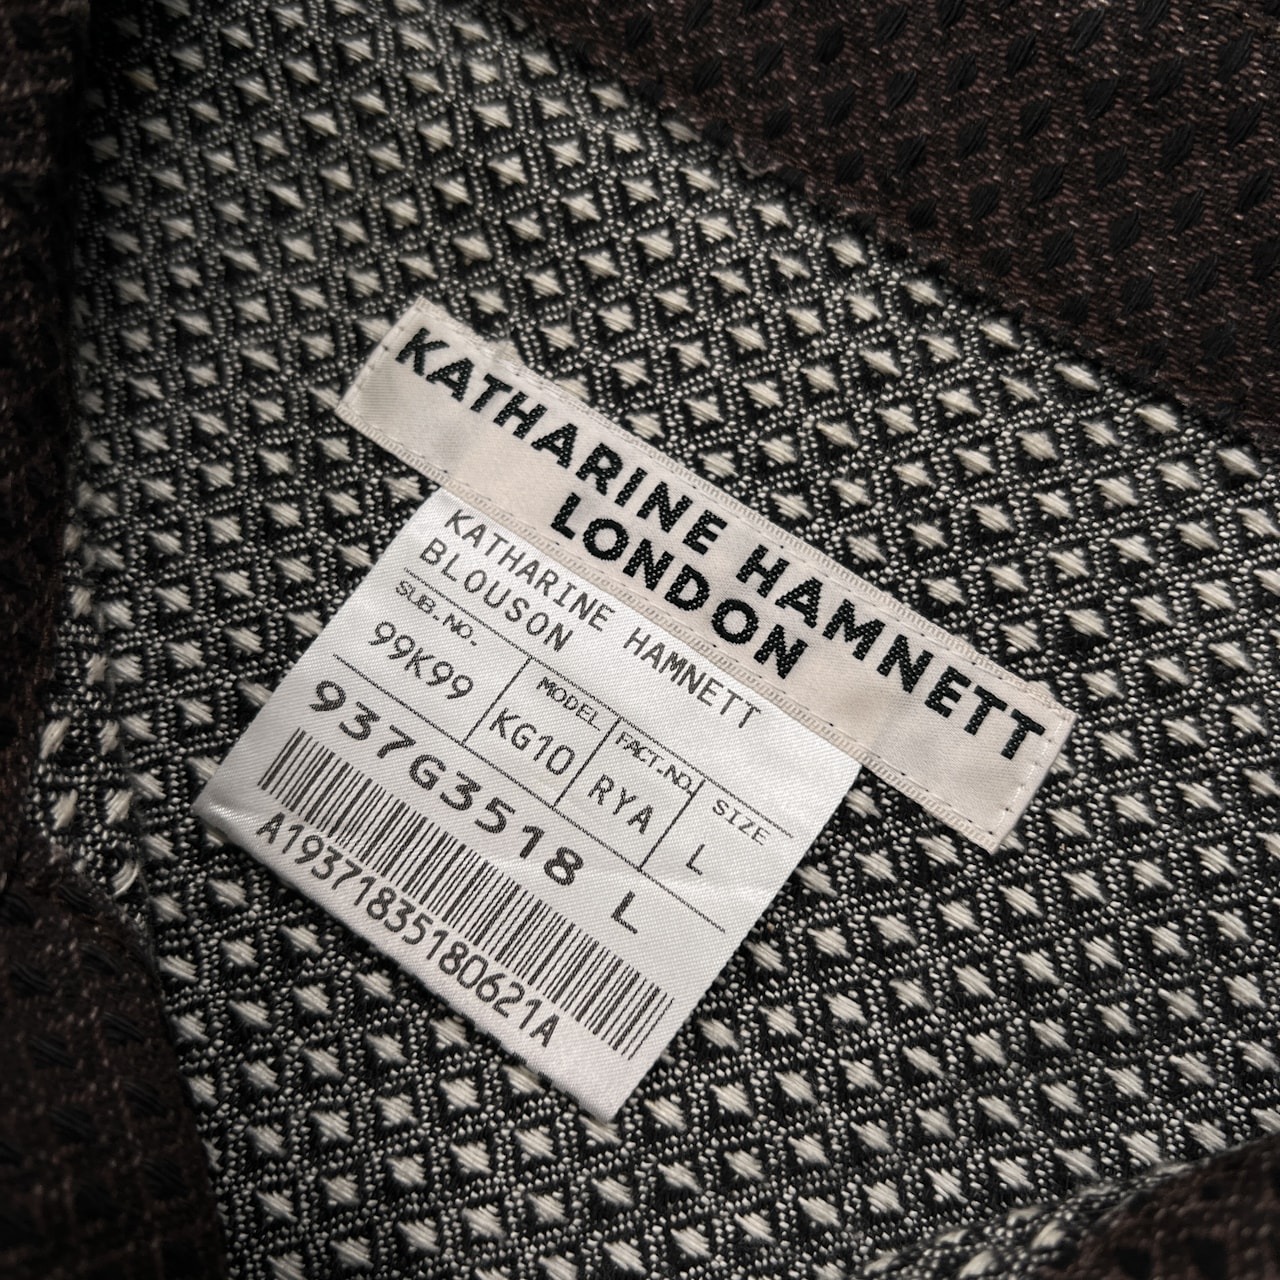 KATHARINE HAMNETT
LONDON
KATHARINE HAMNETT
BLOUSON
SUB.NO. MODEL FACT.NO. SIZE
99K99 KG10 RYA L
937G3518 L
A19371835180621A